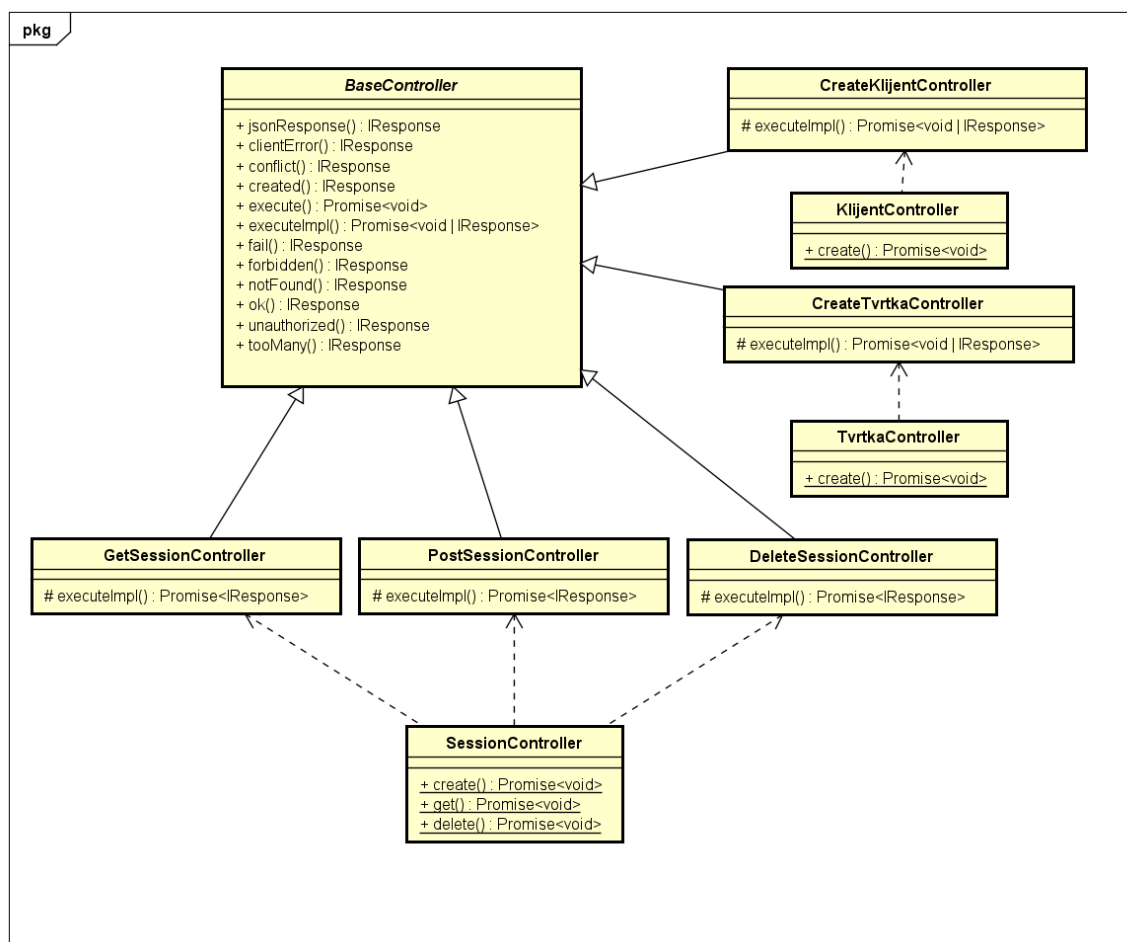 pkg
BaseController
+ jsonResponse() : IResponse
+ clientError() : IResponse
+ conflict() : IResponse
+ created() : IResponse
+ execute() : Promise<void>
+ executeImpl() : Promise<void | IResponse>
+ fail() : IResponse
+ forbidden() : IResponse
+ notFound() : IResponse
+ ok() : IResponse
+ unauthorized() : IResponse
+ tooMany() : IResponse
CreateKlijentController
# executeImpl() : Promise<void | IResponse>
KlijentController
+ create() : Promise<void>
CreateTvrtkaController
# executeImpl() : Promise<void | IResponse>
TvrtkaController
+ create() : Promise<void>
GetSessionController
# executeImpl() : Promise<IResponse>
PostSessionController
# executeImpl() : Promise<IResponse>
DeleteSessionController
# executeImpl() : Promise<IResponse>
SessionController
+ create() : Promise<void>
+ get() : Promise<void>
+ delete() : Promise<void>